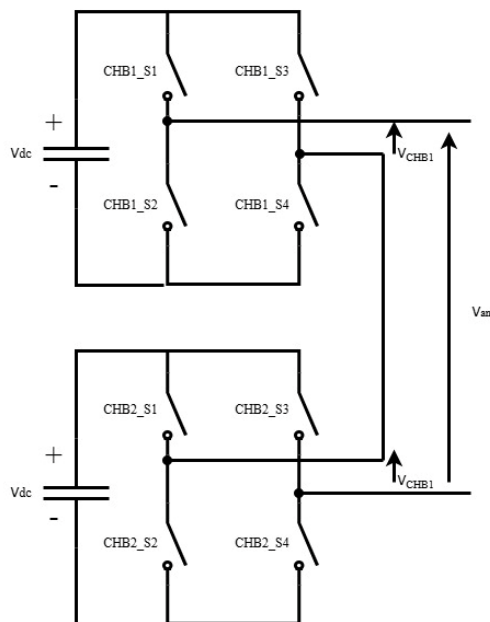 CHB1_S1
CHB1_S3
+
Vdc
-
VCHB1
CHB1_S2
CHB1_S4
Van
CHB2_S1
CHB2_S3
+
Vdc
-
VCHB1
CHB2_S2
CHB2_S4